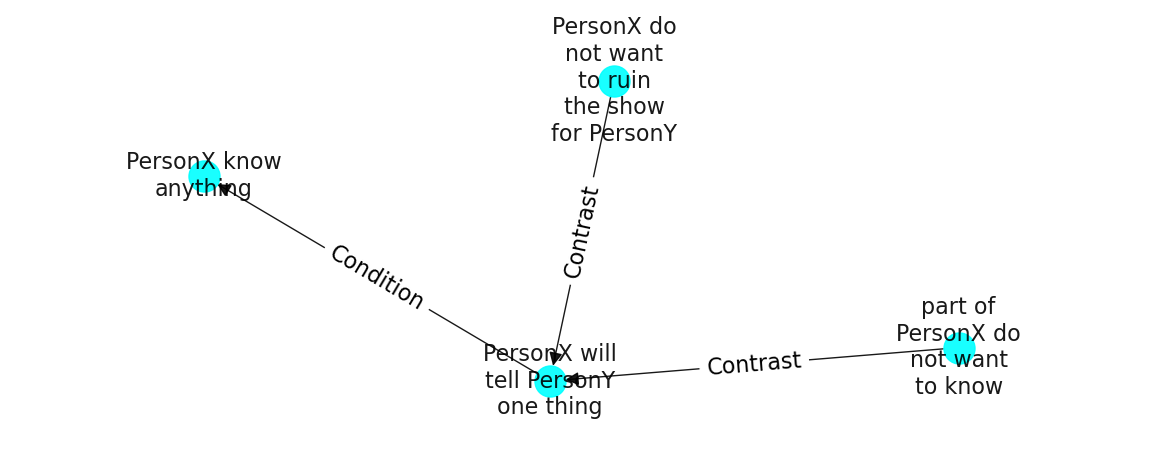 PersonX do
not want
to ruin
the show
for PersonY
PersonX know
anything
Contrast
Condition
part of
PersonX do
not want
to know
PersonX will
tell PersonY
one thing
Contrast